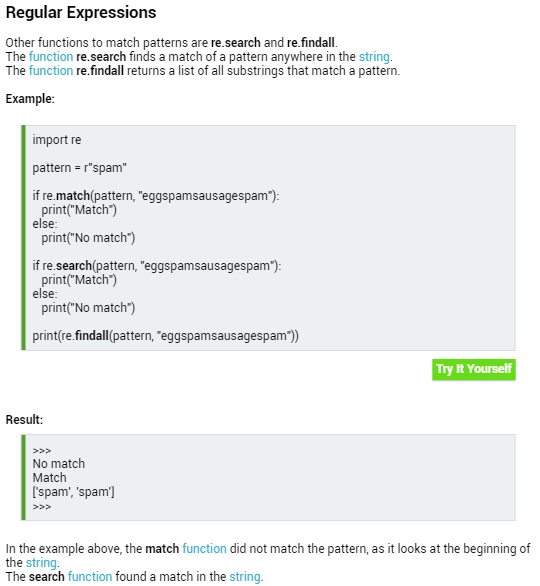 Regular Expressions
Other functions to match patterns are re.search and re.findall.
The function re.search finds a match of a pattern anywhere in the string.
The function re.findall returns a list of all substrings that match a pattern.
Example:
import re
pattern = r"spam"
if re.match(pattern, "eggspamsausagespam"):
   print("Match")
else:
   print("No match")
if re.search(pattern, "eggspamsausagespam"):
   print("Match")
else:
   print("No match")
print(re.findall(pattern, "eggspamsausagespam"))
Try It Yourself
Result:
>>>
No match
Match
['spam', 'spam']
>>>
In the example above, the match function did not match the pattern, as it looks at the beginning of
the string.
The search function found a match in the string.